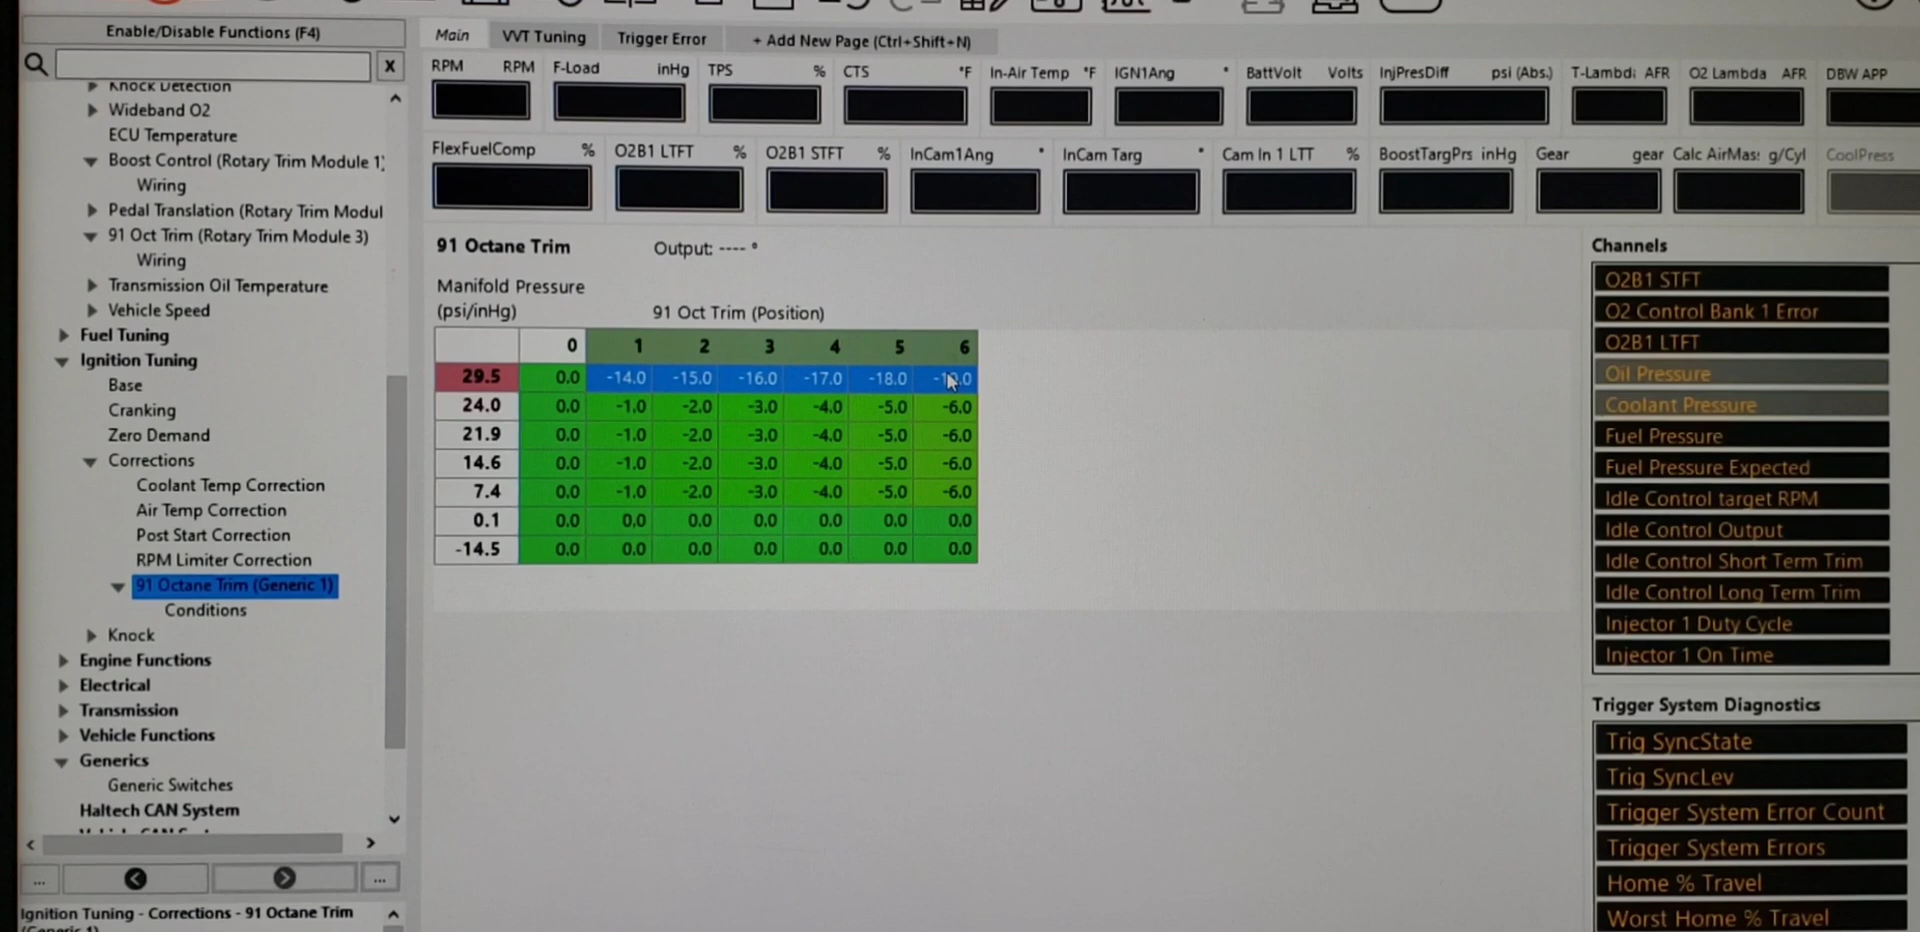 Enable/Disable Functions (F4)
Main
VVT Tuning
Trigger Error
+ Add New Page (Ctrl+Shift+N)
X
RPM RPM
F-Load inHg
TPS %
CTS °F
In-Air Temp °F
IGN1Ang °
BattVolt Volts
InjPresDiff psi (Abs.)
T-Lambd: AFR
O2 Lambda AFR
DBW APP
FlexFuelComp %
O2B1 LTFT %
O2B1 STFT %
InCam1Ang °
InCam Targ °
Cam In 1 LTT %
BoostTargPrs inHg
Gear gear
Calc AirMas: g/Cyl
CoolPress
Knock Detection
Wideband O2
ECU Temperature
Boost Control (Rotary Trim Module 1)
Wiring
Pedal Translation (Rotary Trim Modul
91 Oct Trim (Rotary Trim Module 3)
Wiring
Transmission Oil Temperature
Vehicle Speed
Fuel Tuning
Ignition Tuning
Base
Cranking
Zero Demand
Corrections
Coolant Temp Correction
Air Temp Correction
Post Start Correction
RPM Limiter Correction
91 Octane Trim (Generic 1)
Conditions
Knock
Engine Functions
Electrical
Transmission
Vehicle Functions
Generics
Generic Switches
Haltech CAN System
...
...
Ignition Tuning - Corrections - 91 Octane Trim
(Generic 1)
91 Octane Trim
Output: ---- °
Manifold Pressure
(psi/inHg)
91 Oct Trim (Position)
0 1 2 3 4 5 6
29.5 0.0 -14.0 -15.0 -16.0 -17.0 -18.0
24.0 0.0 -1.0 -2.0 -3.0 -4.0 -5.0 -6.0
21.9 0.0 -1.0 -2.0 -3.0 -4.0 -5.0 -6.0
14.6 0.0 -1.0 -2.0 -3.0 -4.0 -5.0 -6.0
7.4 0.0 -1.0 -2.0 -3.0 -4.0 -5.0 -6.0
0.1 0.0 0.0 0.0 0.0 0.0 0.0 0.0
-14.5 0.0 0.0 0.0 0.0 0.0 0.0 0.0
Channels
O2B1 STFT
O2 Control Bank 1 Error
O2B1 LTFT
Oil Pressure
Coolant Pressure
Fuel Pressure
Fuel Pressure Expected
Idle Control target RPM
Idle Control Output
Idle Control Short Term Trim
Idle Control Long Term Trim
Injector 1 Duty Cycle
Injector 1 On Time
Trigger System Diagnostics
Trig SyncState
Trig SyncLev
Trigger System Error Count
Trigger System Errors
Home % Travel
Worst Home % Travel